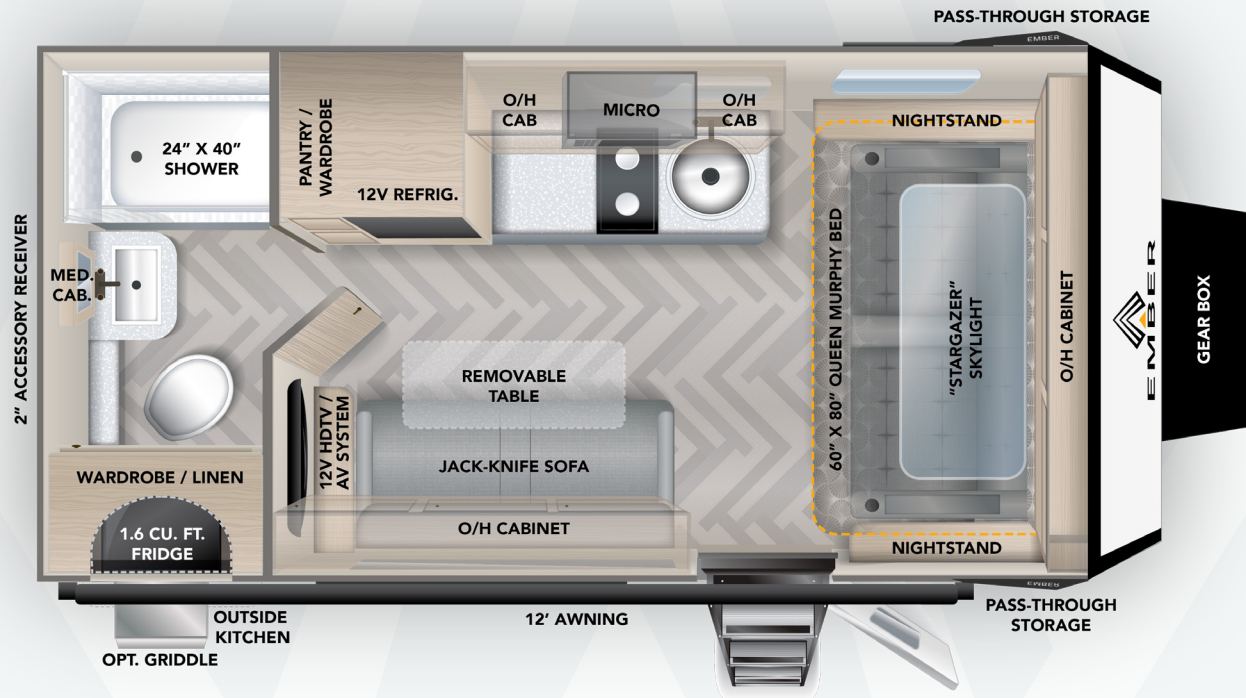 PASS-THROUGH STORAGE
EMBER
O/H
CAB
MICRO
O/H
CAB
NIGHTSTAND
24” X 40”
SHOWER
PANTRY /
WARDROBE
12V REFRIG.
2” ACCESSORY RECEIVER
MED.
CAB.
60” X 80” QUEEN MURPHY BED
“STARGAZER”
SKYLIGHT
O/H CABINET
EMBER
GEAR BOX
REMOVABLE
TABLE
12V HDTV /
AV SYSTEM
JACK-KNIFE SOFA
WARDROBE / LINEN
O/H CABINET
1.6 CU. FT.
FRIDGE
NIGHTSTAND
EMBER
OUTSIDE
KITCHEN
12’ AWNING
PASS-THROUGH
STORAGE
OPT. GRIDDLE